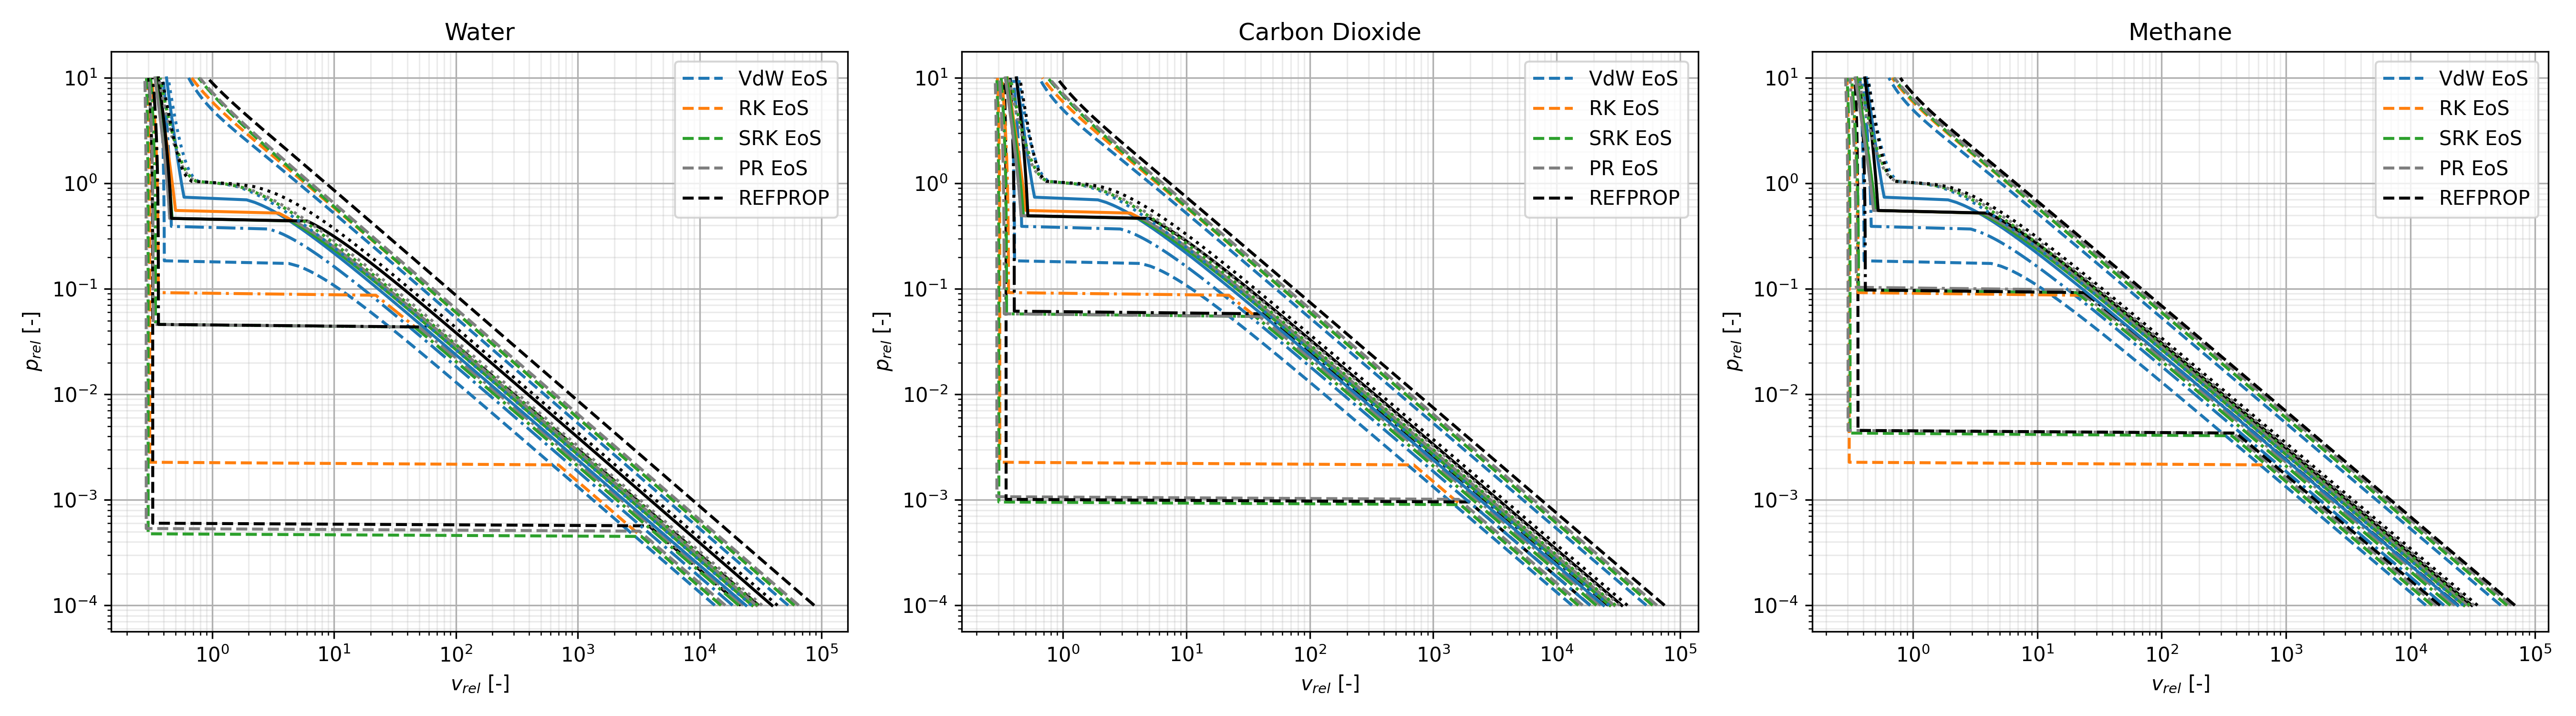 Water
10¹
10⁰
10⁻¹
10⁻²
10⁻³
10⁻⁴
p_rel [-]
VdW EoS
RK EoS
SRK EoS
PR EoS
REFPROP
10⁰ 10¹ 10² 10³ 10⁴ 10⁵
v_rel [-]
Carbon Dioxide
10¹
10⁰
10⁻¹
10⁻²
10⁻³
10⁻⁴
p_rel [-]
VdW EoS
RK EoS
SRK EoS
PR EoS
REFPROP
10⁰ 10¹ 10² 10³ 10⁴ 10⁵
v_rel [-]
Methane
10¹
10⁰
10⁻¹
10⁻²
10⁻³
10⁻⁴
p_rel [-]
VdW EoS
RK EoS
SRK EoS
PR EoS
REFPROP
10⁰ 10¹ 10² 10³ 10⁴ 10⁵
v_rel [-]